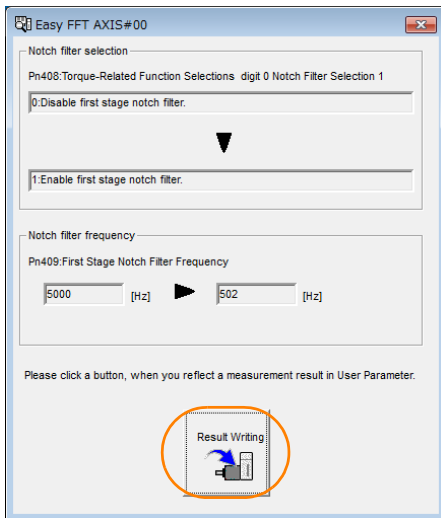 Easy FFT AXIS#00
Notch filter selection
Pn408:Torque-Related Function Selections digit 0 Notch Filter Selection 1
0:Disable first stage notch filter.
1:Enable first stage notch filter.
Notch filter frequency
Pn409:First Stage Notch Filter Frequency
5000 [Hz] 502 [Hz]
Please click a button, when you reflect a measurement result in User Parameter.
Result Writing